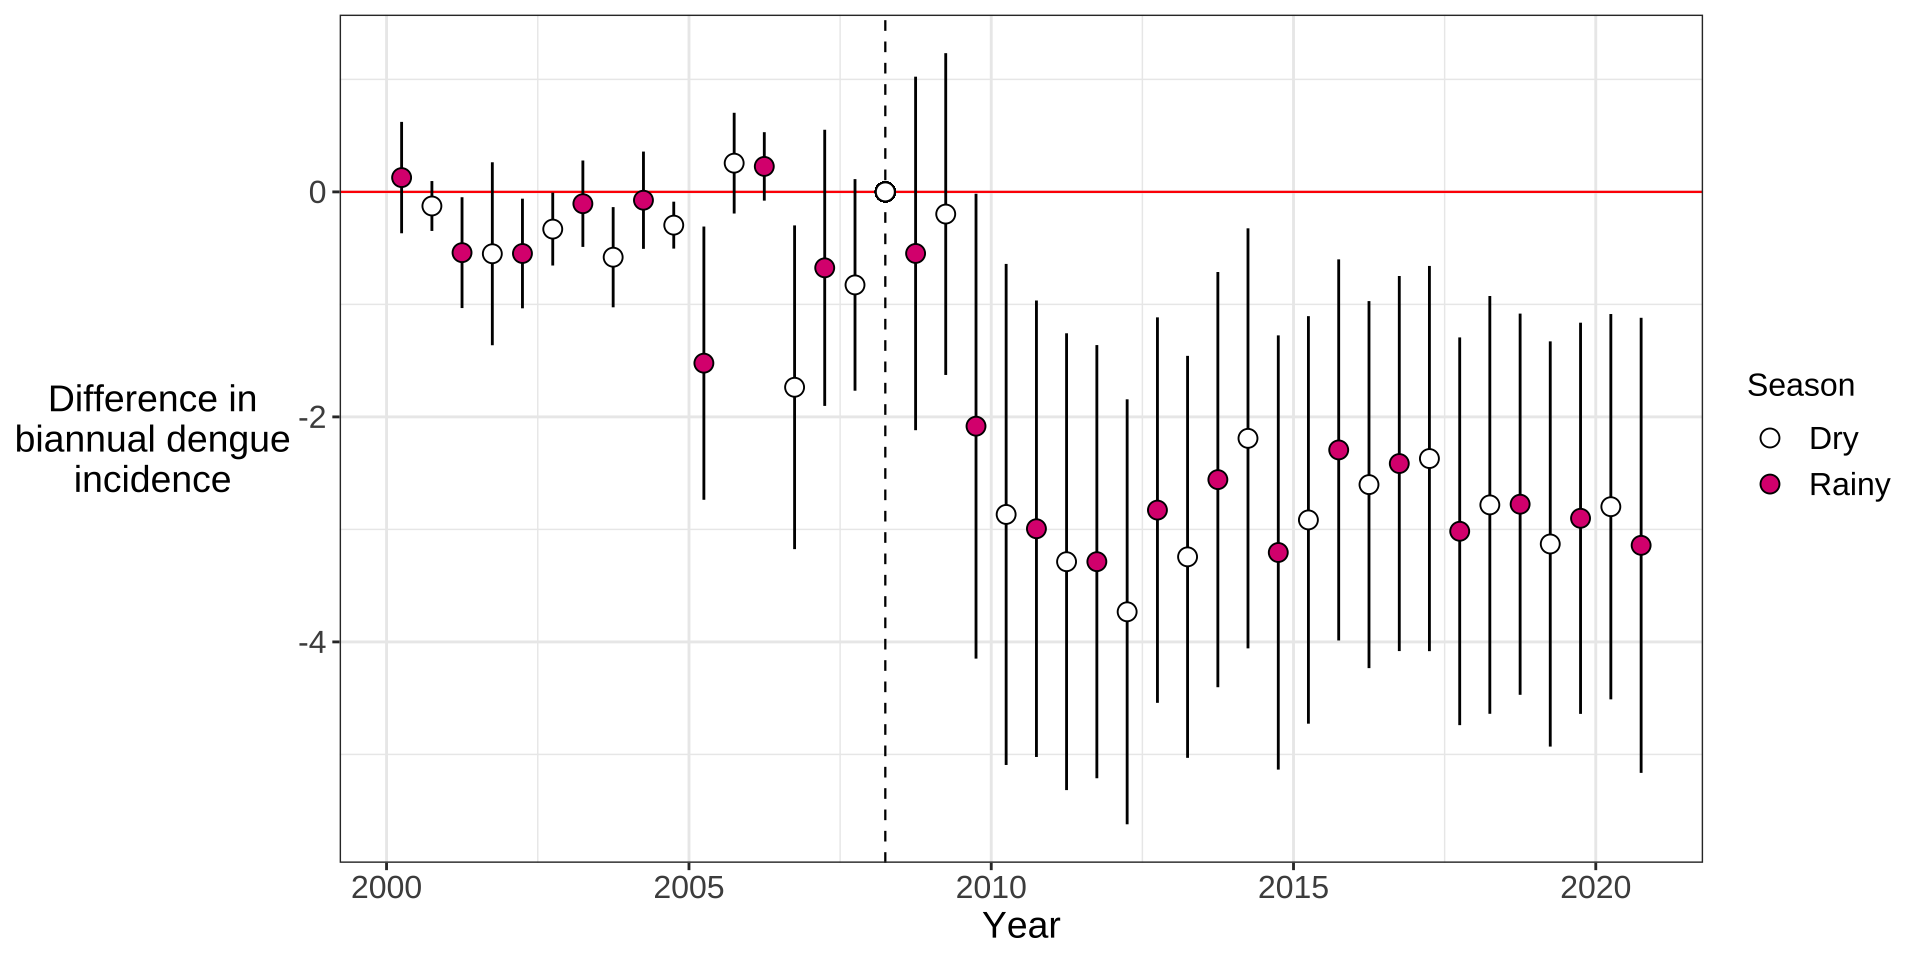 0
-2
-4
Difference in
biannual dengue
incidence
2000
2005
2010
2015
2020
Year
Season
Dry
Rainy